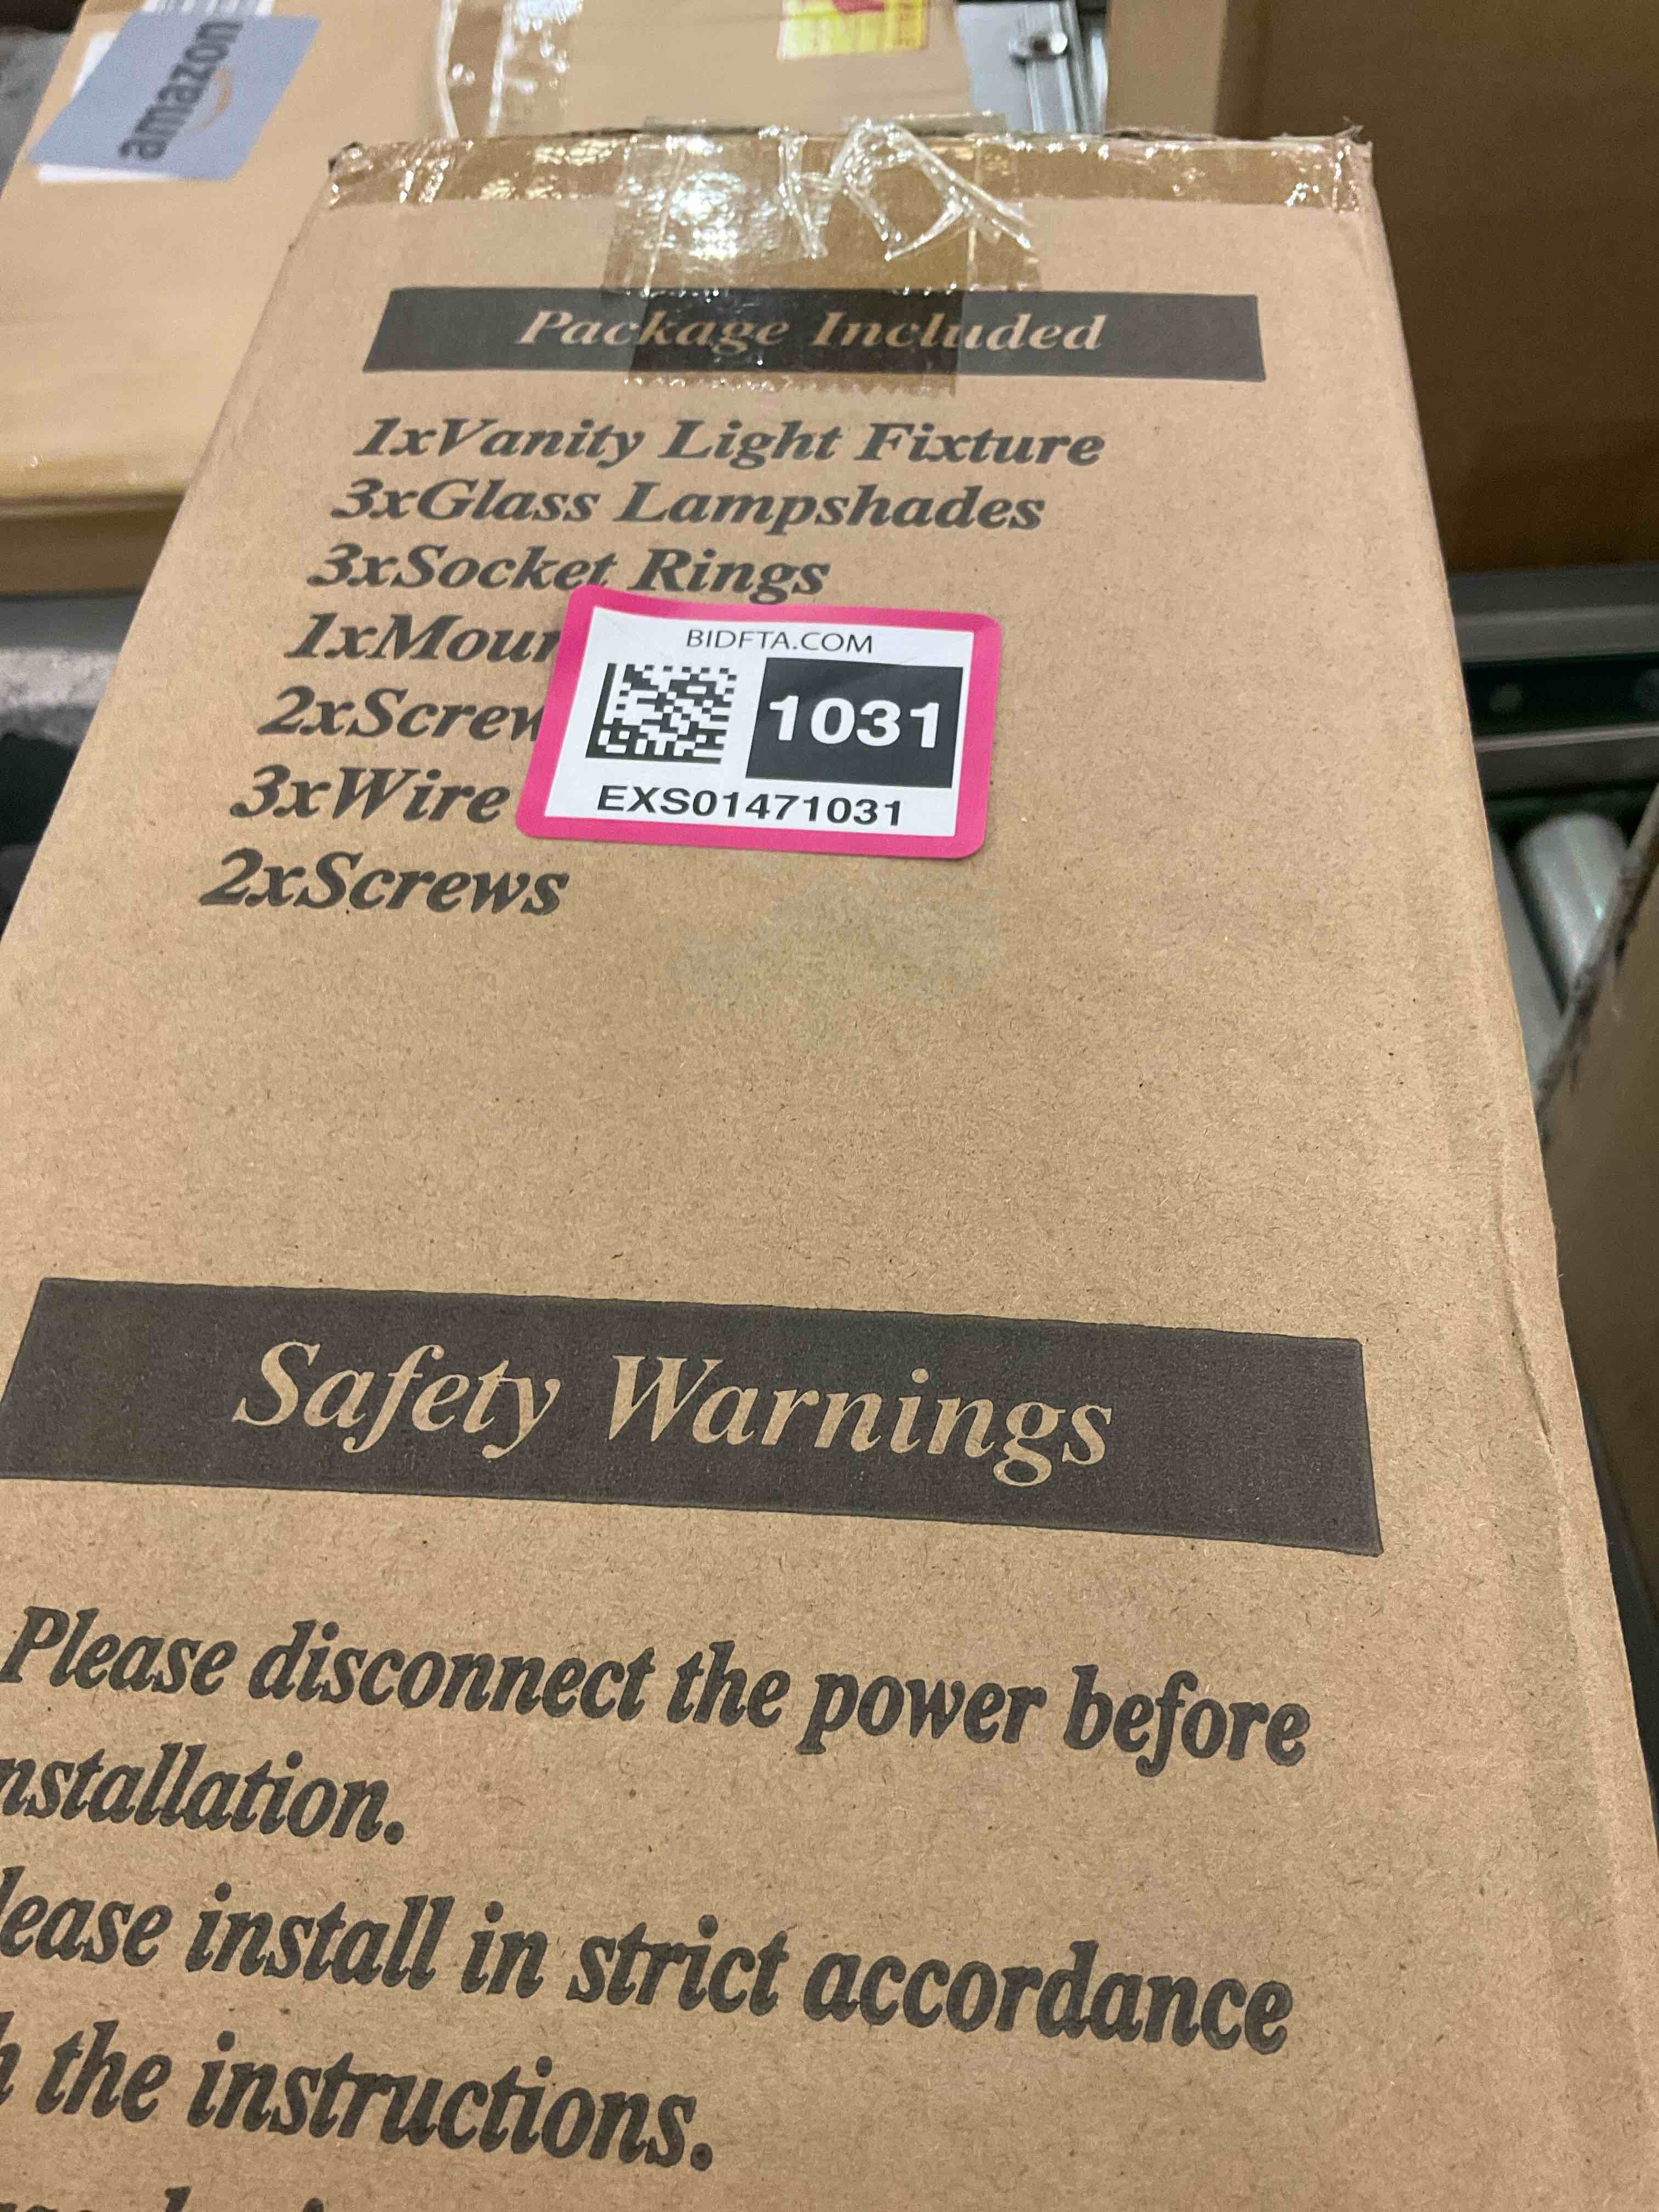 amazon
Package Included
1xVanity Light Fixture
3xGlass Lampshades
3xSocket Rings
1xMoun
2xScrew
3xWire
2xScrews
BIDFTA.COM
1031
EXS01471031
Safety Warnings
Please disconnect the power before
nstallation.
lease install in strict accordance
h the instructions.